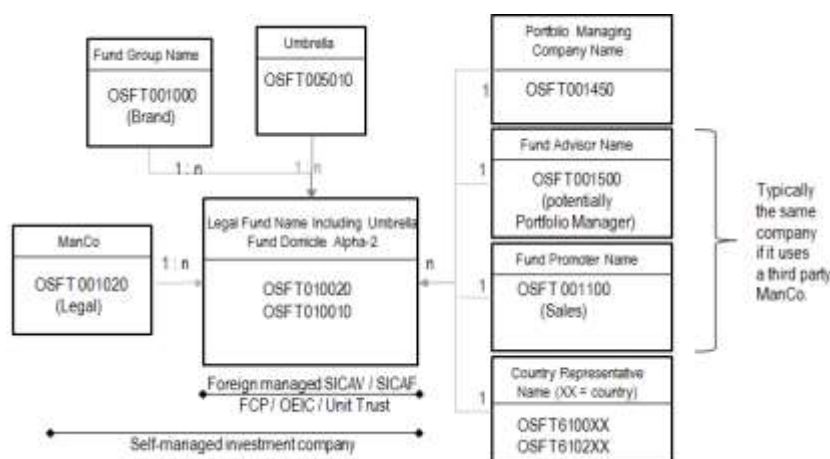 Fund Group Name
OSFT001000
(Brand)
Umbrella
OSFT005010
1 : n
1 : n
ManCo
OSFT001020
(Legal)
1 : n
Legal Fund Name Including Umbrella
Fund Domicile Alpha-2
OSFT010020
OSFT010010
n
Foreign managed SICAV / SICAF
FCP / OEIC / Unit Trust
Self-managed investment company
Portfolio Managing
Company Name
OSFT001450
1
Fund Advisor Name
OSFT001500
(potentially
Portfolio Manager)
1
Fund Promoter Name
OSFT 001100
(Sales)
1
Country Representative
Name (XX = country)
OSFT6100XX
OSFT6102XX
1
Typically
the same
company
if it uses
a third party
ManCo.